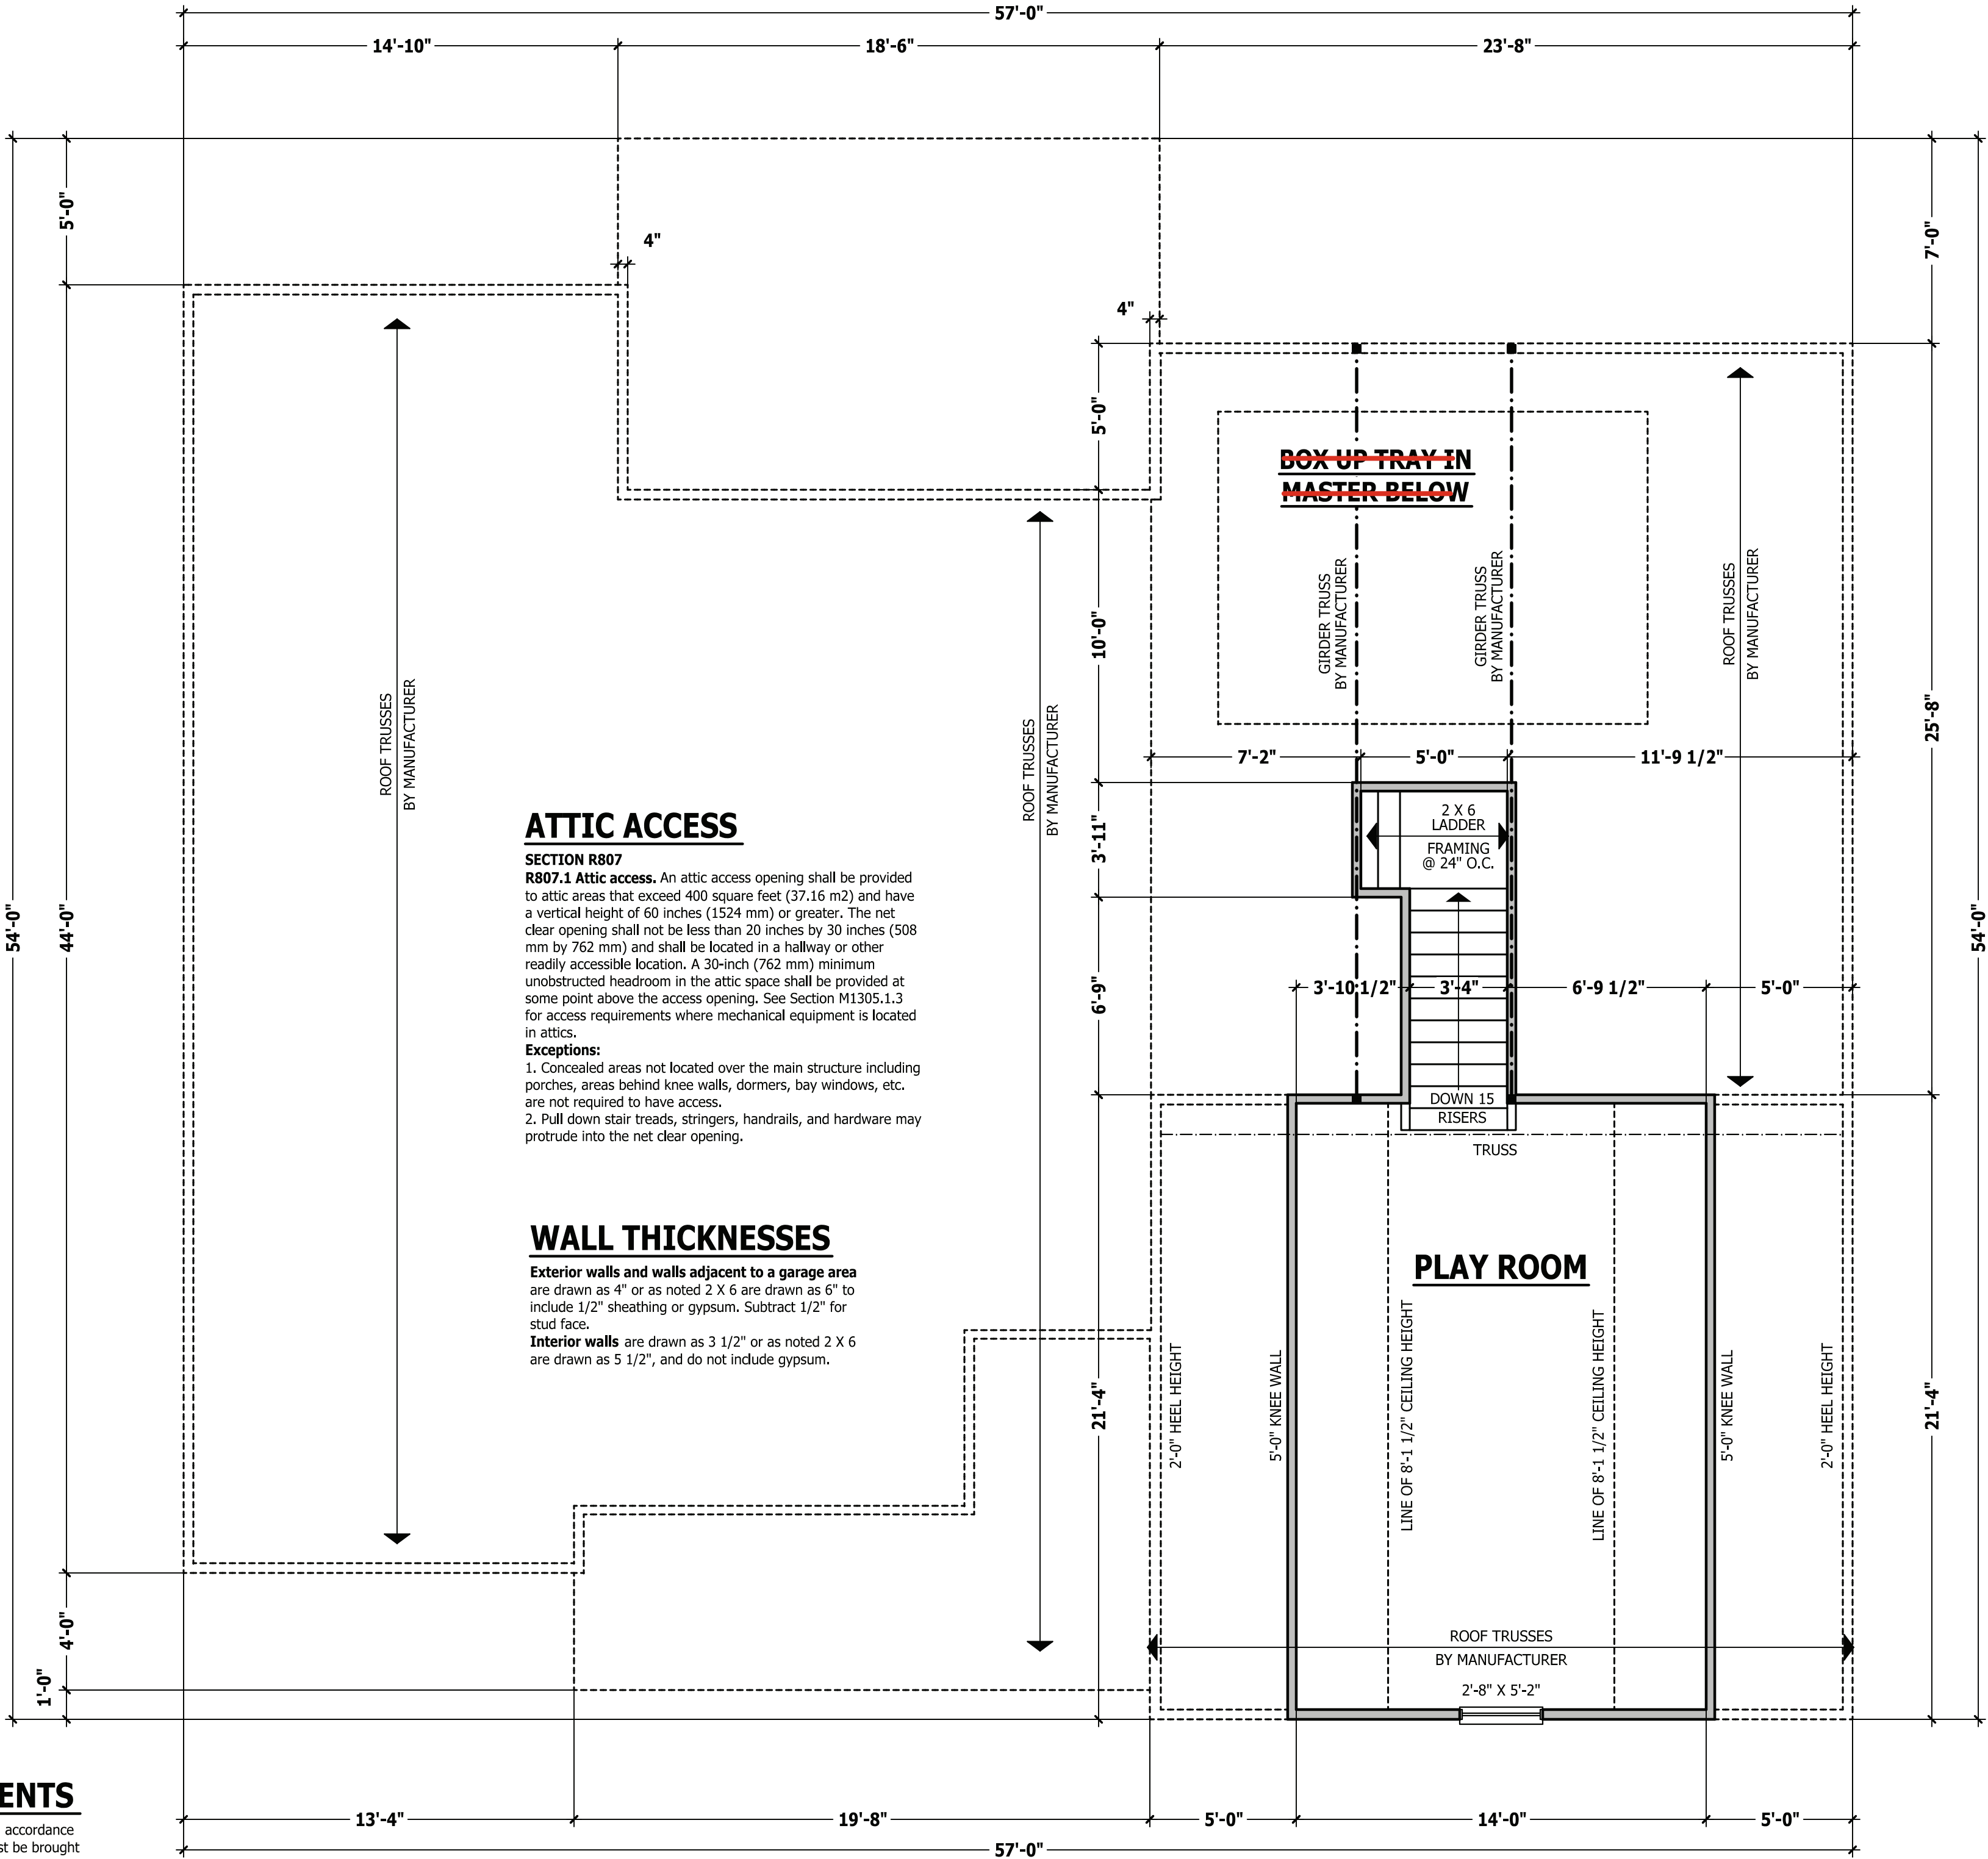 57'-0"
14'-10"
18'-6"
23'-8"
5'-0"
7'-0"
4"
4"
5'-0"
BOX UP TRAY IN
MASTER BELOW
GIRDER TRUSS
BY MANUFACTURER
GIRDER TRUSS
BY MANUFACTURER
ROOF TRUSSES
BY MANUFACTURER
10'-0"
25'-8"
ROOF TRUSSES
BY MANUFACTURER
ROOF TRUSSES
BY MANUFACTURER
7'-2"
5'-0"
11'-9 1/2"
2 X 6
LADDER
FRAMING
@ 24" O.C.
3'-11"
54'-0"
44'-0"
54'-0"
ATTIC ACCESS
SECTION R807
R807.1 Attic access. An attic access opening shall be provided
to attic areas that exceed 400 square feet (37.16 m2) and have
a vertical height of 60 inches (1524 mm) or greater. The net
clear opening shall not be less than 20 inches by 30 inches (508
mm by 762 mm) and shall be located in a hallway or other
readily accessible location. A 30-inch (762 mm) minimum
unobstructed headroom in the attic space shall be provided at
some point above the access opening. See Section M1305.1.3
for access requirements where mechanical equipment is located
in attics.
Exceptions:
1. Concealed areas not located over the main structure including
porches, areas behind knee walls, dormers, bay windows, etc.
are not required to have access.
2. Pull down stair treads, stringers, handrails, and hardware may
protrude into the net clear opening.
6'-9"
3'-10 1/2"
3'-4"
6'-9 1/2"
5'-0"
DOWN 15
RISERS
TRUSS
WALL THICKNESSES
Exterior walls and walls adjacent to a garage area
are drawn as 4" or as noted 2 X 6 are drawn as 6" to
include 1/2" sheathing or gypsum. Subtract 1/2" for
stud face.
Interior walls are drawn as 3 1/2" or as noted 2 X 6
are drawn as 5 1/2", and do not include gypsum.
PLAY ROOM
21'-4"
2'-0" HEEL HEIGHT
5'-0" KNEE WALL
LINE OF 8'-1 1/2" CEILING HEIGHT
LINE OF 8'-1 1/2" CEILING HEIGHT
5'-0" KNEE WALL
2'-0" HEEL HEIGHT
21'-4"
4'-0"
1'-0"
ROOF TRUSSES
BY MANUFACTURER
2'-8" X 5'-2"
ENTS
accordance
st be brought
13'-4"
19'-8"
5'-0"
14'-0"
5'-0"
57'-0"